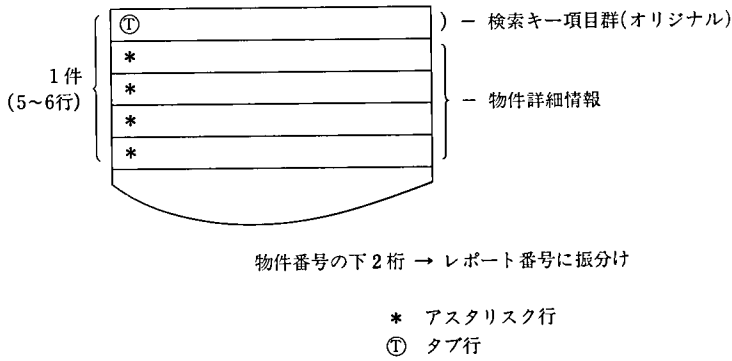 Ⓣ ） － 検索キー項目群(オリジナル)
*
1件
(5~6行)
*
－ 物件詳細情報
*
*
物件番号の下2桁 → レポート番号に振分け
* アスタリスク行
Ⓣ タブ行